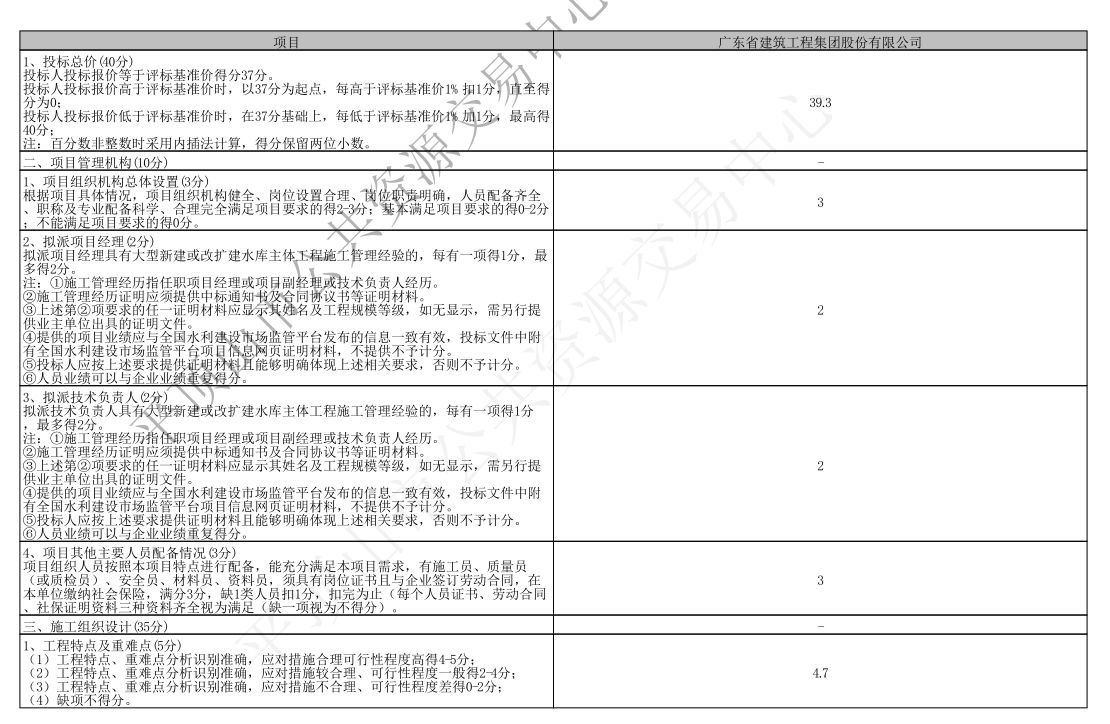 项目
广东省建筑工程集团股份有限公司
1、投标总价(40分)
投标人投标报价等于评标基准价得分37分。
投标人投标报价高于评标基准价时，以37分为起点，每高于评标基准价1% 扣1分，直至得
分为0；
投标人投标报价低于评标基准价时，在37分基础上，每低于评标基准价1% 加1分，最高得
40分；
注：百分数非整数时采用内插法计算，得分保留两位小数。
39.3
二、项目管理机构(10分)
-
1、项目组织机构总体设置(3分)
根据项目具体情况，项目组织机构健全、岗位设置合理、岗位职责明确，人员配备齐全
、职称及专业配备科学、合理完全满足项目要求的得2-3分；基本满足项目要求的得0-2分
；不能满足项目要求的得0分。
3
2、拟派项目经理(2分)
拟派项目经理具有大型新建或改扩建水库主体工程施工管理经验的，每有一项得1分，最
多得2分。
注：①施工管理经历指任职项目经理或项目副经理或技术负责人经历。
②施工管理经历证明应须提供中标通知书及合同协议书等证明材料。
③上述第②项要求的任一证明材料应显示其姓名及工程规模等级，如无显示，需另行提
供业主单位出具的证明文件。
④提供的项目业绩应与全国水利建设市场监管平台发布的信息一致有效，投标文件中附
有全国水利建设市场监管平台项目信息网页证明材料，不提供不予计分。
⑤投标人应按上述要求提供证明材料且能够明确体现上述相关要求，否则不予计分。
⑥人员业绩可以与企业业绩重复得分。
2
3、拟派技术负责人(2分)
拟派技术负责人具有大型新建或改扩建水库主体工程施工管理经验的，每有一项得1分
，最多得2分。
注：①施工管理经历指任职项目经理或项目副经理或技术负责人经历。
②施工管理经历证明应须提供中标通知书及合同协议书等证明材料。
③上述第②项要求的任一证明材料应显示其姓名及工程规模等级，如无显示，需另行提
供业主单位出具的证明文件。
④提供的项目业绩应与全国水利建设市场监管平台发布的信息一致有效，投标文件中附
有全国水利建设市场监管平台项目信息网页证明材料，不提供不予计分。
⑤投标人应按上述要求提供证明材料且能够明确体现上述相关要求，否则不予计分。
⑥人员业绩可以与企业业绩重复得分。
2
4、项目其他主要人员配备情况(3分)
项目组织人员按照本项目特点进行配备，能充分满足本项目需求，有施工员、质量员
（或质检员）、安全员、材料员、资料员，须具有岗位证书且与企业签订劳动合同，在
本单位缴纳社会保险，满分3分，缺1类人员扣1分，扣完为止（每个人员证书、劳动合同
、社保证明资料三种资料齐全视为满足（缺一项视为不得分）。
3
三、施工组织设计(35分)
-
1、工程特点及重难点(5分)
（1）工程特点、重难点分析识别准确，应对措施合理可行性程度高得4-5分；
（2）工程特点、重难点分析识别准确，应对措施较合理、可行性程度一般得2-4分；
（3）工程特点、重难点分析识别准确，应对措施不合理、可行性程度差得0-2分；
（4）缺项不得分。
4.7
平顶山市公共资源交易中心
平顶山市公共资源交易中心